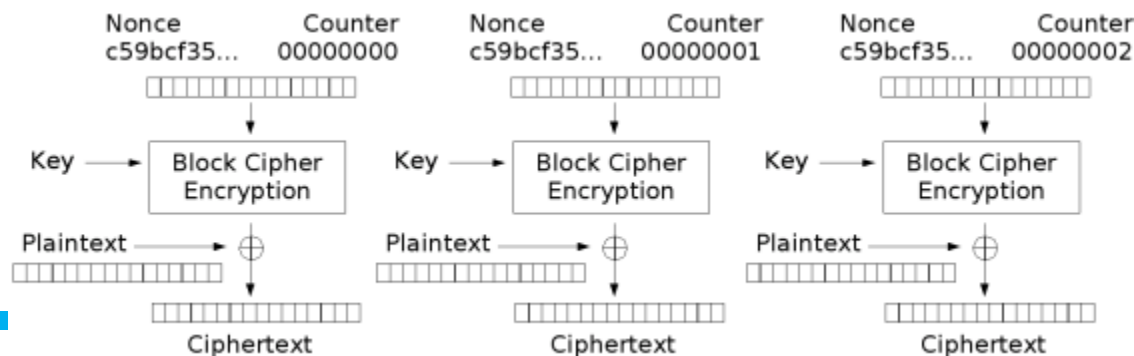 Nonce Counter Nonce Counter Nonce Counter
c59bcf35... 00000000 c59bcf35... 00000001 c59bcf35... 00000002
Key Block Cipher Key Block Cipher Key Block Cipher
Encryption Encryption Encryption
Plaintext Plaintext Plaintext
Ciphertext Ciphertext Ciphertext